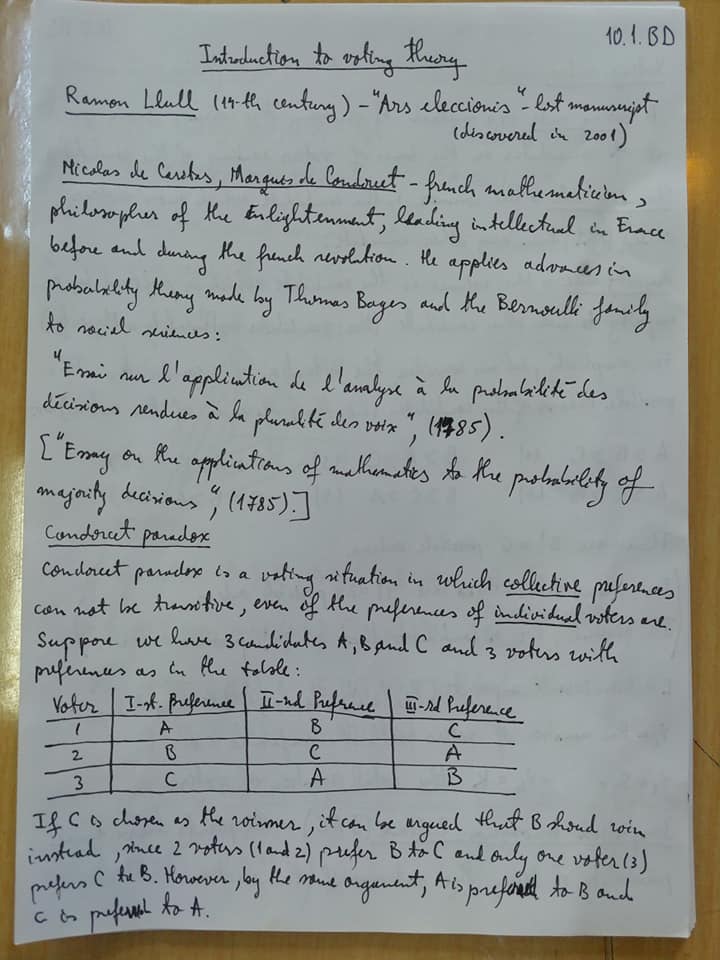 10.1.BD
Introduction to voting theory
Ramon Llull (14-th century) - "Ars eleccionis" - lost manuscript
(discovered in 2001)
Nicolas de Caritas, Marques de Condorcet - french mathematician,
philosopher of the Enlightenment, leading intellectual in France
before and during the french revolution. He applies advances in
probability theory made by Thomas Bayes and the Bernoulli family
to social sciences:
"Essai sur l'application de l'analyse à la probabilité des
décisions rendues à la pluralité des voix", (1785).
["Essay on the applications of mathematics to the probability of
majority decisions", (1785).]
Condorcet paradox
Condorcet paradox is a voting situation in which collective preferences
can not be transitive, even of the preferences of individual voters are.
Suppose we have 3 candidates A, B, and C and 3 voters with
preferences as in the table:
Voter | I-st. Preference | II-nd Prefrence | III-rd Preference
1 | A | B | C
2 | B | C | A
3 | C | A | B
If C is chosen as the winner, it can be argued that B shoud win
instead, since 2 voters (1 and 2) prefer B to C and only one voter (3)
prefers C to B. However, by the same argument, A is preferred to B and
C is preferred to A.